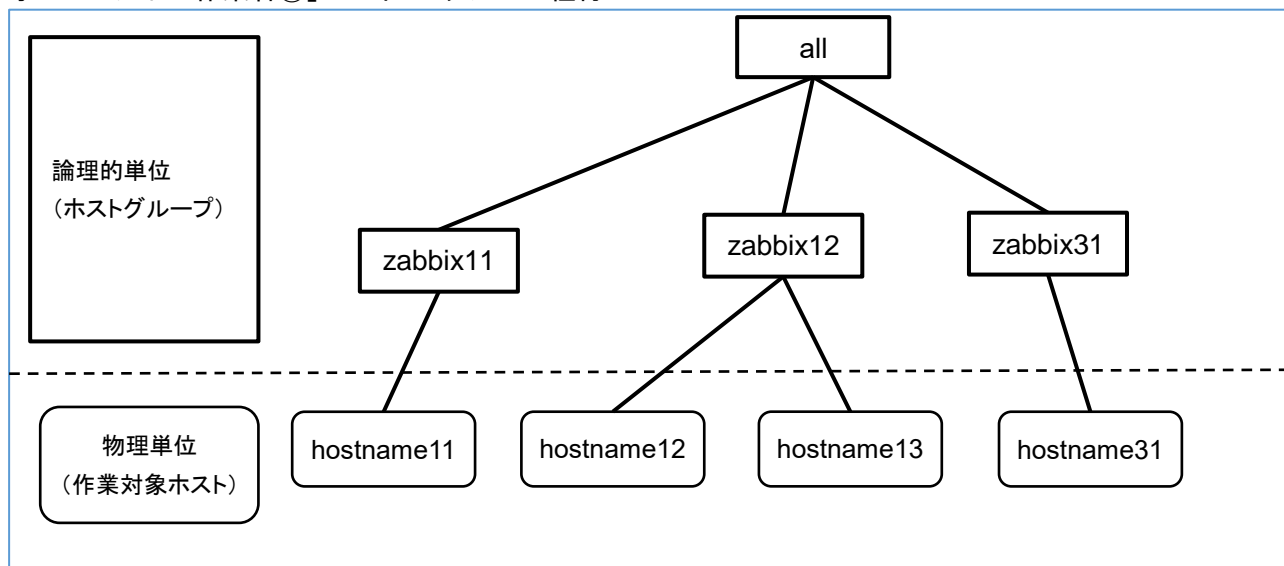 all
論理的単位
（ホストグループ）
zabbix11
zabbix12
zabbix31
物理単位
（作業対象ホスト）
hostname11
hostname12
hostname13
hostname31